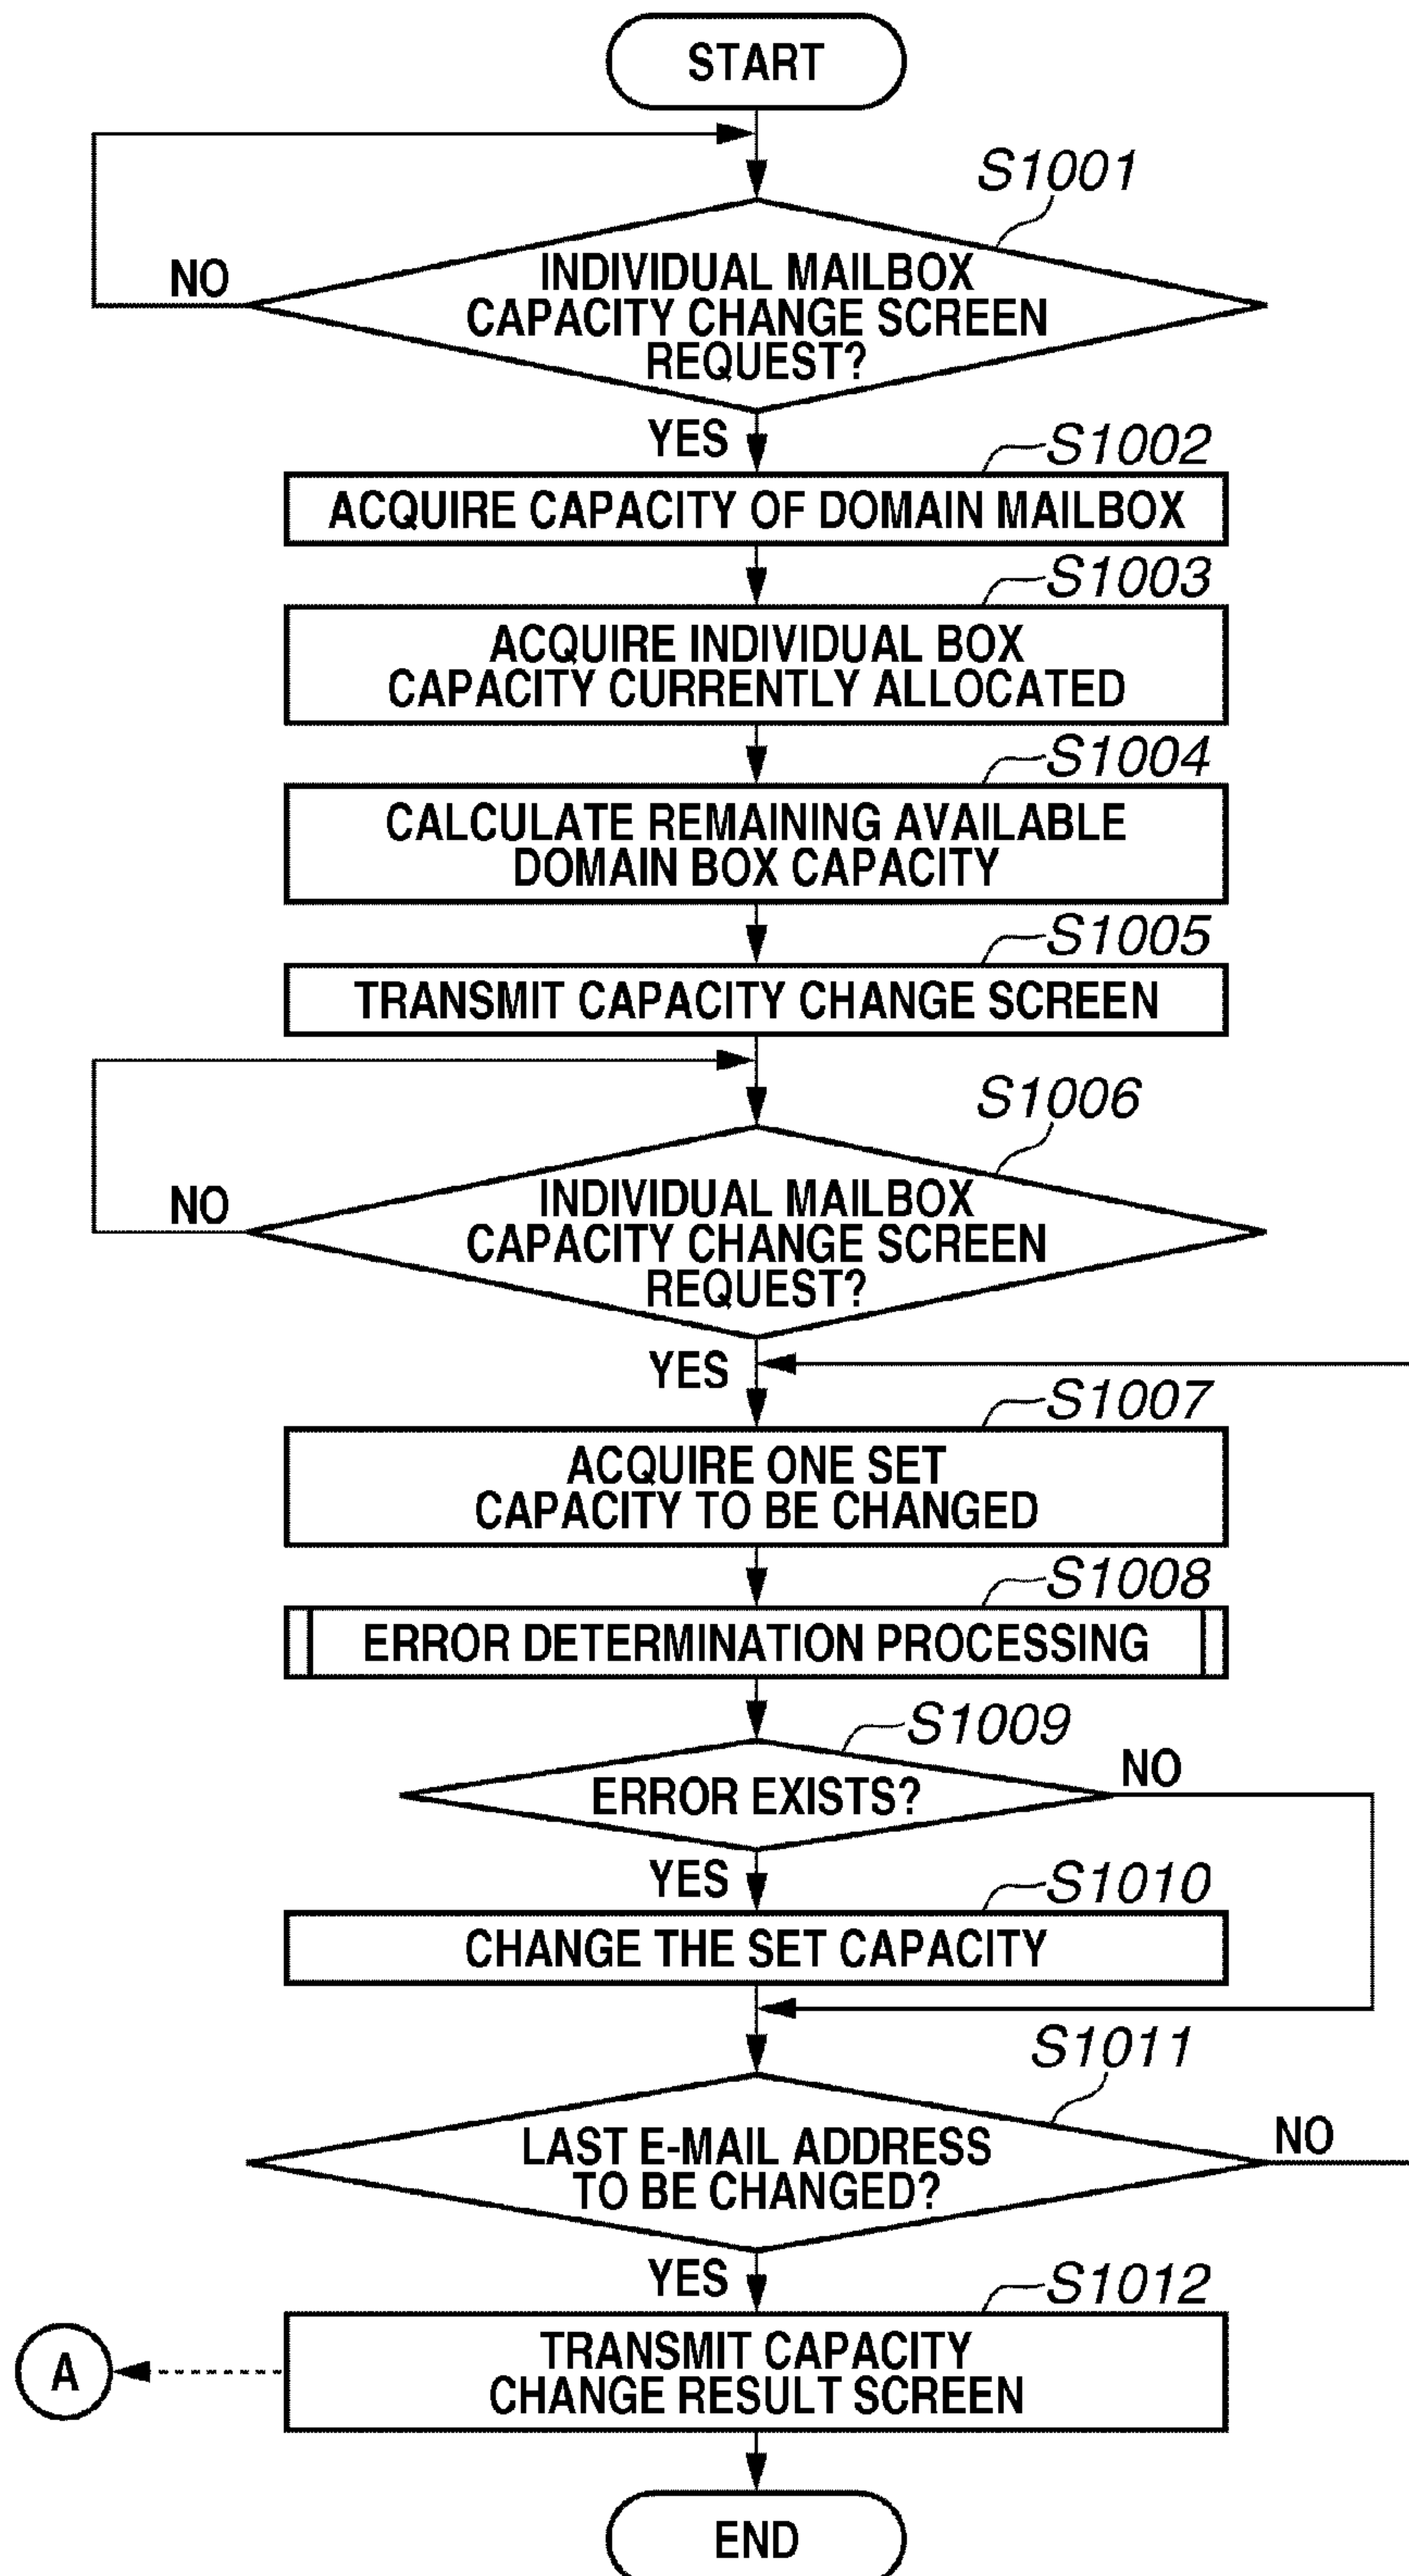 START
S1001
INDIVIDUAL MAILBOX
CAPACITY CHANGE SCREEN
REQUEST?
NO
YES
S1002
ACQUIRE CAPACITY OF DOMAIN MAILBOX
S1003
ACQUIRE INDIVIDUAL BOX
CAPACITY CURRENTLY ALLOCATED
S1004
CALCULATE REMAINING AVAILABLE
DOMAIN BOX CAPACITY
S1005
TRANSMIT CAPACITY CHANGE SCREEN
S1006
INDIVIDUAL MAILBOX
CAPACITY CHANGE SCREEN
REQUEST?
NO
YES
S1007
ACQUIRE ONE SET
CAPACITY TO BE CHANGED
S1008
ERROR DETERMINATION PROCESSING
S1009
ERROR EXISTS?
NO
YES
S1010
CHANGE THE SET CAPACITY
S1011
LAST E-MAIL ADDRESS
TO BE CHANGED?
NO
YES
S1012
TRANSMIT CAPACITY
CHANGE RESULT SCREEN
A
END